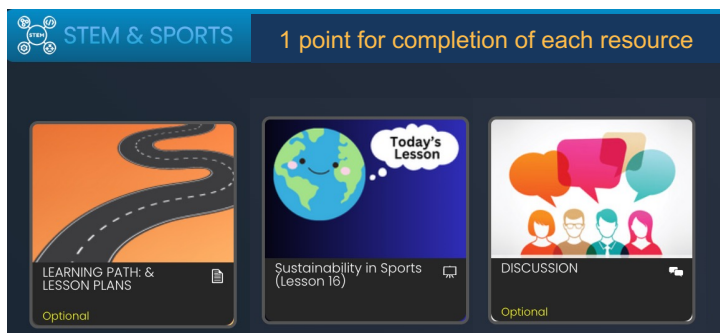 STEM
STEM & SPORTS
1 point for completion of each resource
Today's
Lesson
LEARNING PATH: &
LESSON PLANS
Optional
Sustainability in Sports
(Lesson 16)
DISCUSSION
Optional